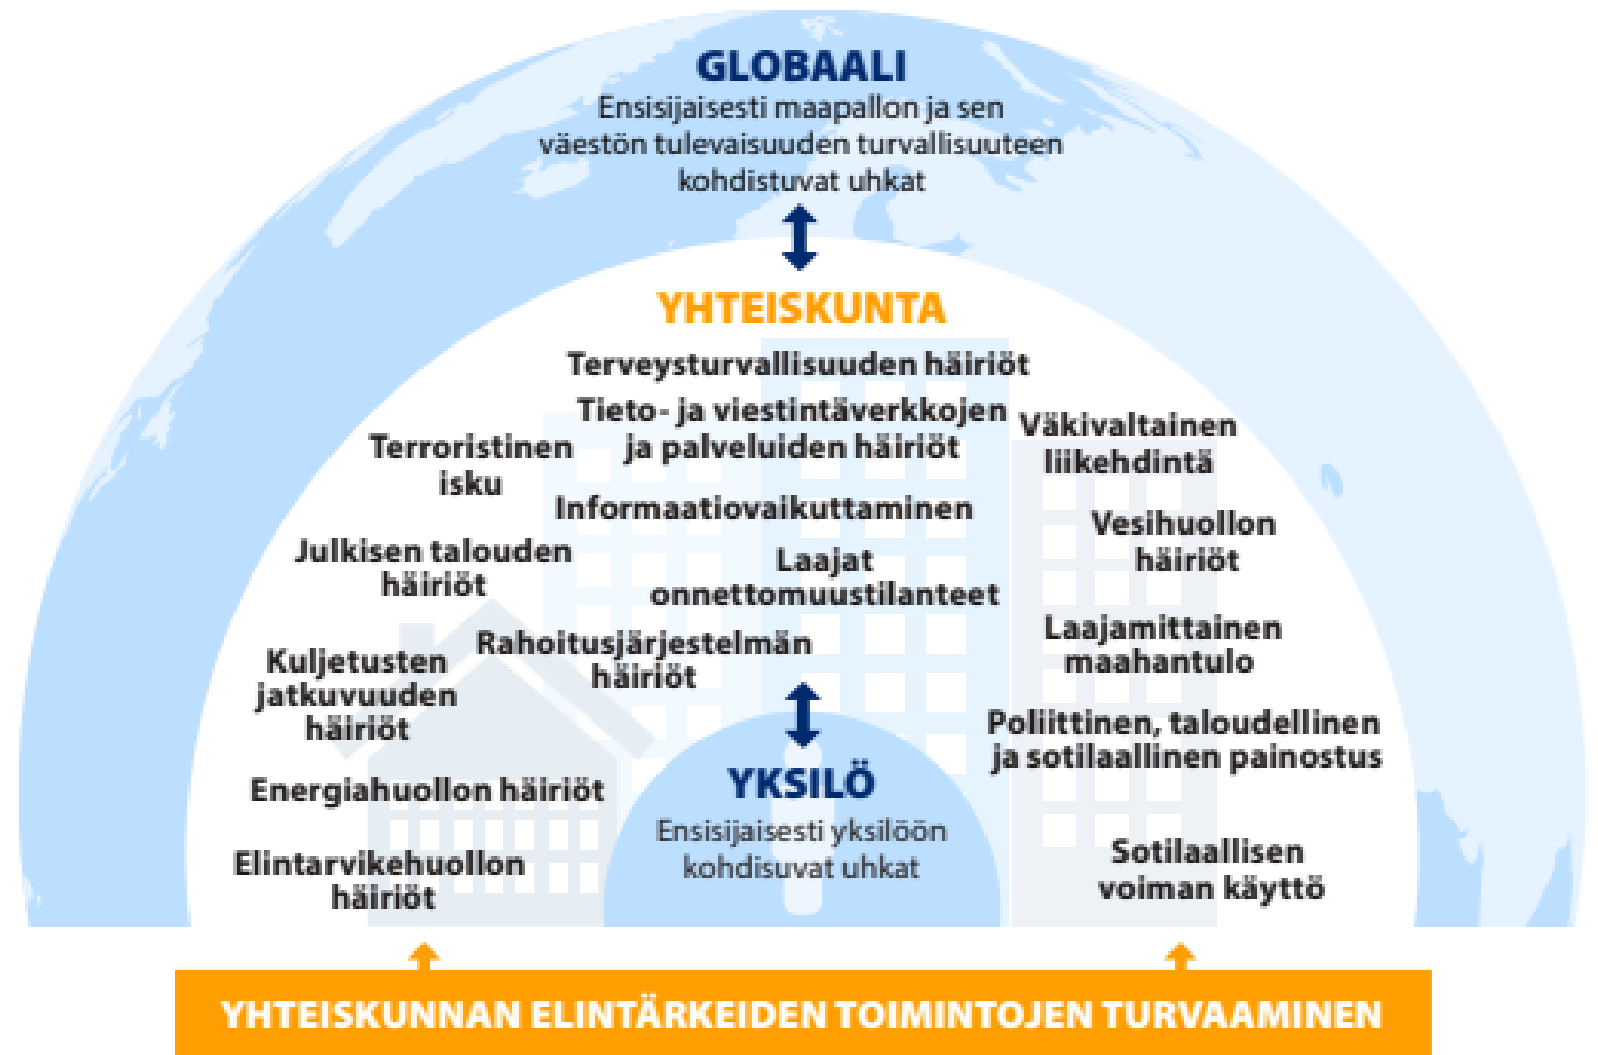 GLOBAALI
Ensisijaisesti maapallon ja sen
väestön tulevaisuuden turvallisuuteen
kohdistuvat uhkat
YHTEISKUNTA
Terveysturvallisuuden häiriöt
Tieto- ja viestintäverkkojen
ja palveluiden häiriöt
Terroristinen
isku
Väkivaltainen
liikehdintä
Informaatiovaikuttaminen
Vesihuollon
häiriöt
Julkisen talouden
häiriöt
Laajat
onnettomuustilanteet
Laajamittainen
maahantulo
Rahoitusjärjestelmän
häiriöt
Kuljetusten
jatkuvuuden
häiriöt
Poliittinen, taloudellinen
ja sotilaallinen painostus
Energiahuollon häiriöt
YKSILÖ
Ensisijaisesti yksilöön
kohdisuvat uhkat
Elintarvikehuollon
häiriöt
Sotilaallisen
voiman käyttö
YHTEISKUNNAN ELINTÄRKEIDEN TOIMINTOJEN TURVAAMINEN